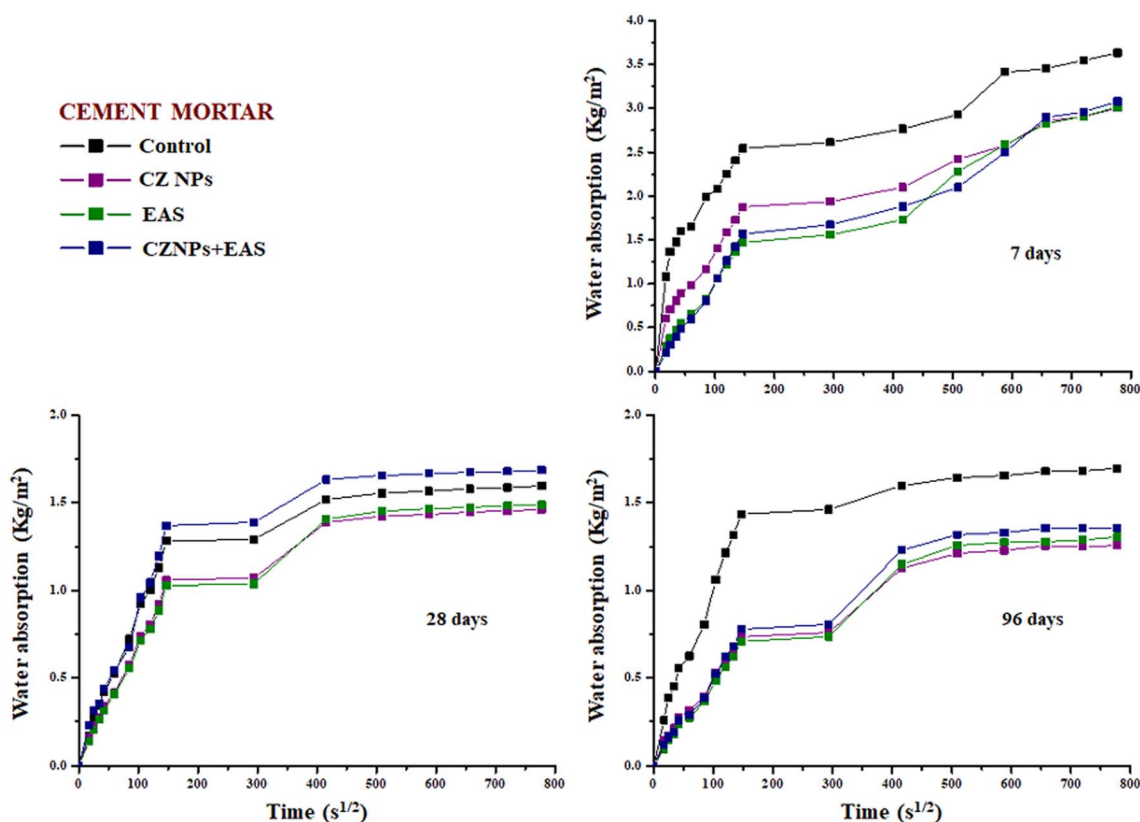 CEMENT MORTAR
Control
CZ NPs
EAS
CZNPs+EAS
Water absorption (Kg/m²)
4.0
3.5
3.0
2.5
2.0
1.5
1.0
0.5
0.0
7 days
0 100 200 300 400 500 600 700 800
Water absorption (Kg/m²)
2.0
1.5
1.0
0.5
0.0
28 days
0 100 200 300 400 500 600 700 800
Time (s^1/2)
Water absorption (Kg/m²)
2.0
1.5
1.0
0.5
0.0
96 days
0 100 200 300 400 500 600 700 800
Time (s^1/2)